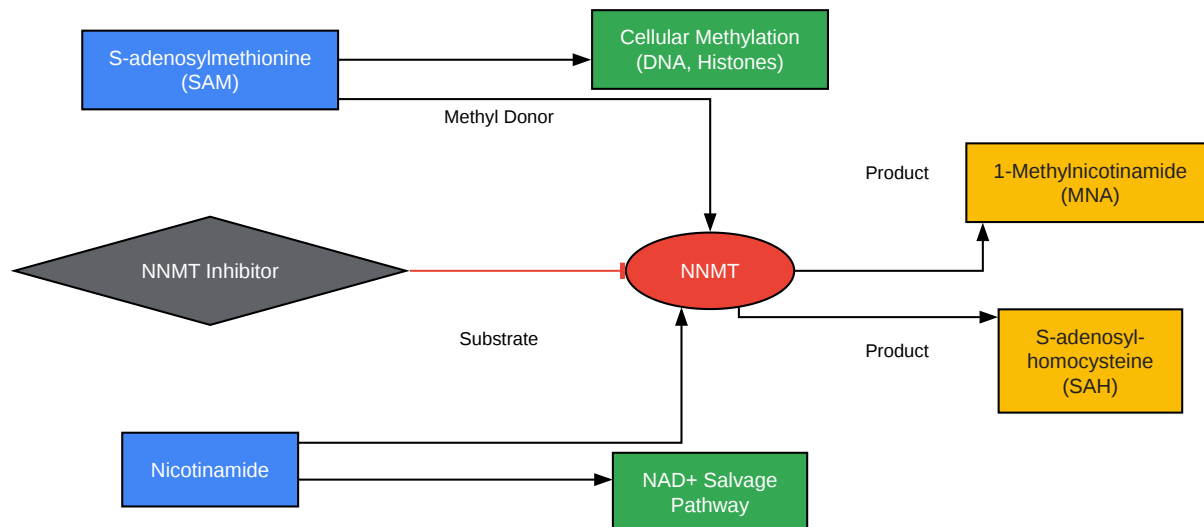 S-adenosylmethionine
(SAM)
Cellular Methylation
(DNA, Histones)
Methyl Donor
Product
1-Methylnicotinamide
(MNA)
NNMT Inhibitor
NNMT
Substrate
Product
S-adenosyl-
homocysteine
(SAH)
Nicotinamide
NAD+ Salvage
Pathway